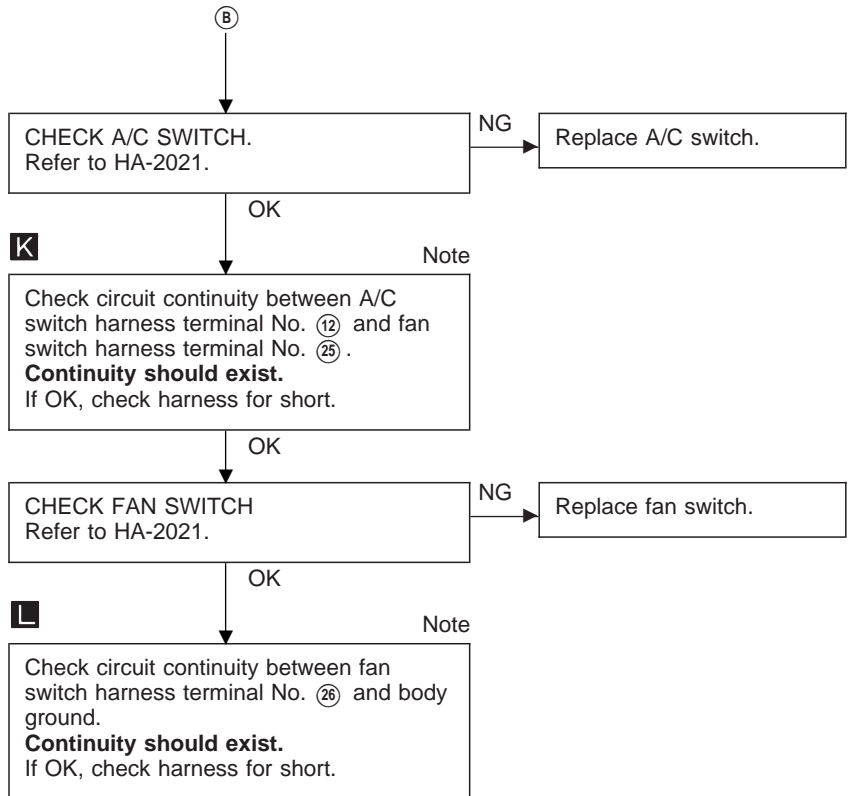 B
CHECK A/C SWITCH.
Refer to HA-2021.
NG
Replace A/C switch.
OK
K
Note
Check circuit continuity between A/C
switch harness terminal No. ⑫ and fan
switch harness terminal No. ㉕ .
Continuity should exist.
If OK, check harness for short.
OK
CHECK FAN SWITCH
Refer to HA-2021.
NG
Replace fan switch.
OK
L
Note
Check circuit continuity between fan
switch harness terminal No. ㉖ and body
ground.
Continuity should exist.
If OK, check harness for short.